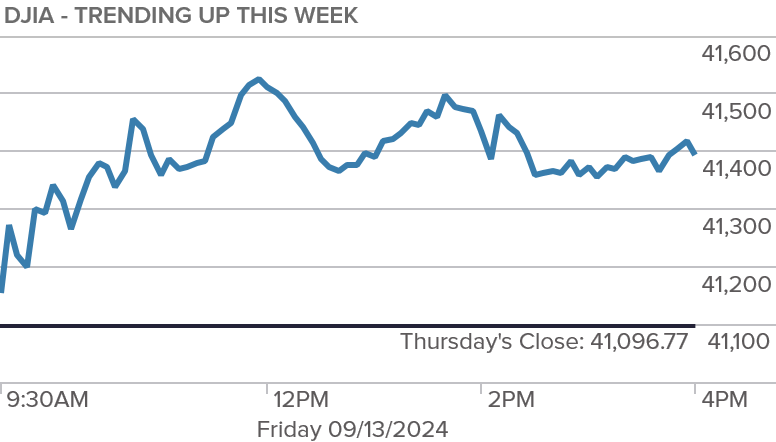 DJIA - TRENDING UP THIS WEEK
41,600
41,500
41,400
41,300
41,200
Thursday's Close: 41,096.77 41,100
9:30AM 12PM 2PM 4PM
Friday 09/13/2024